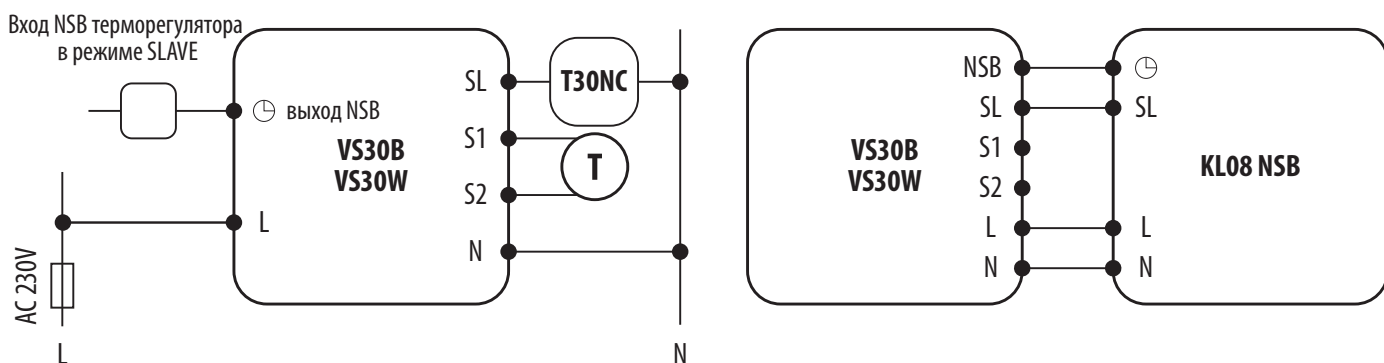 Вход NSB терморегулятора
в режиме SLAVE
выход NSB
VS30B
VS30W
SL
S1
S2
N
L
T30NC
T
AC 230V
L
N
VS30B
VS30W
NSB
SL
S1
S2
L
N
SL
L
N
KL08 NSB